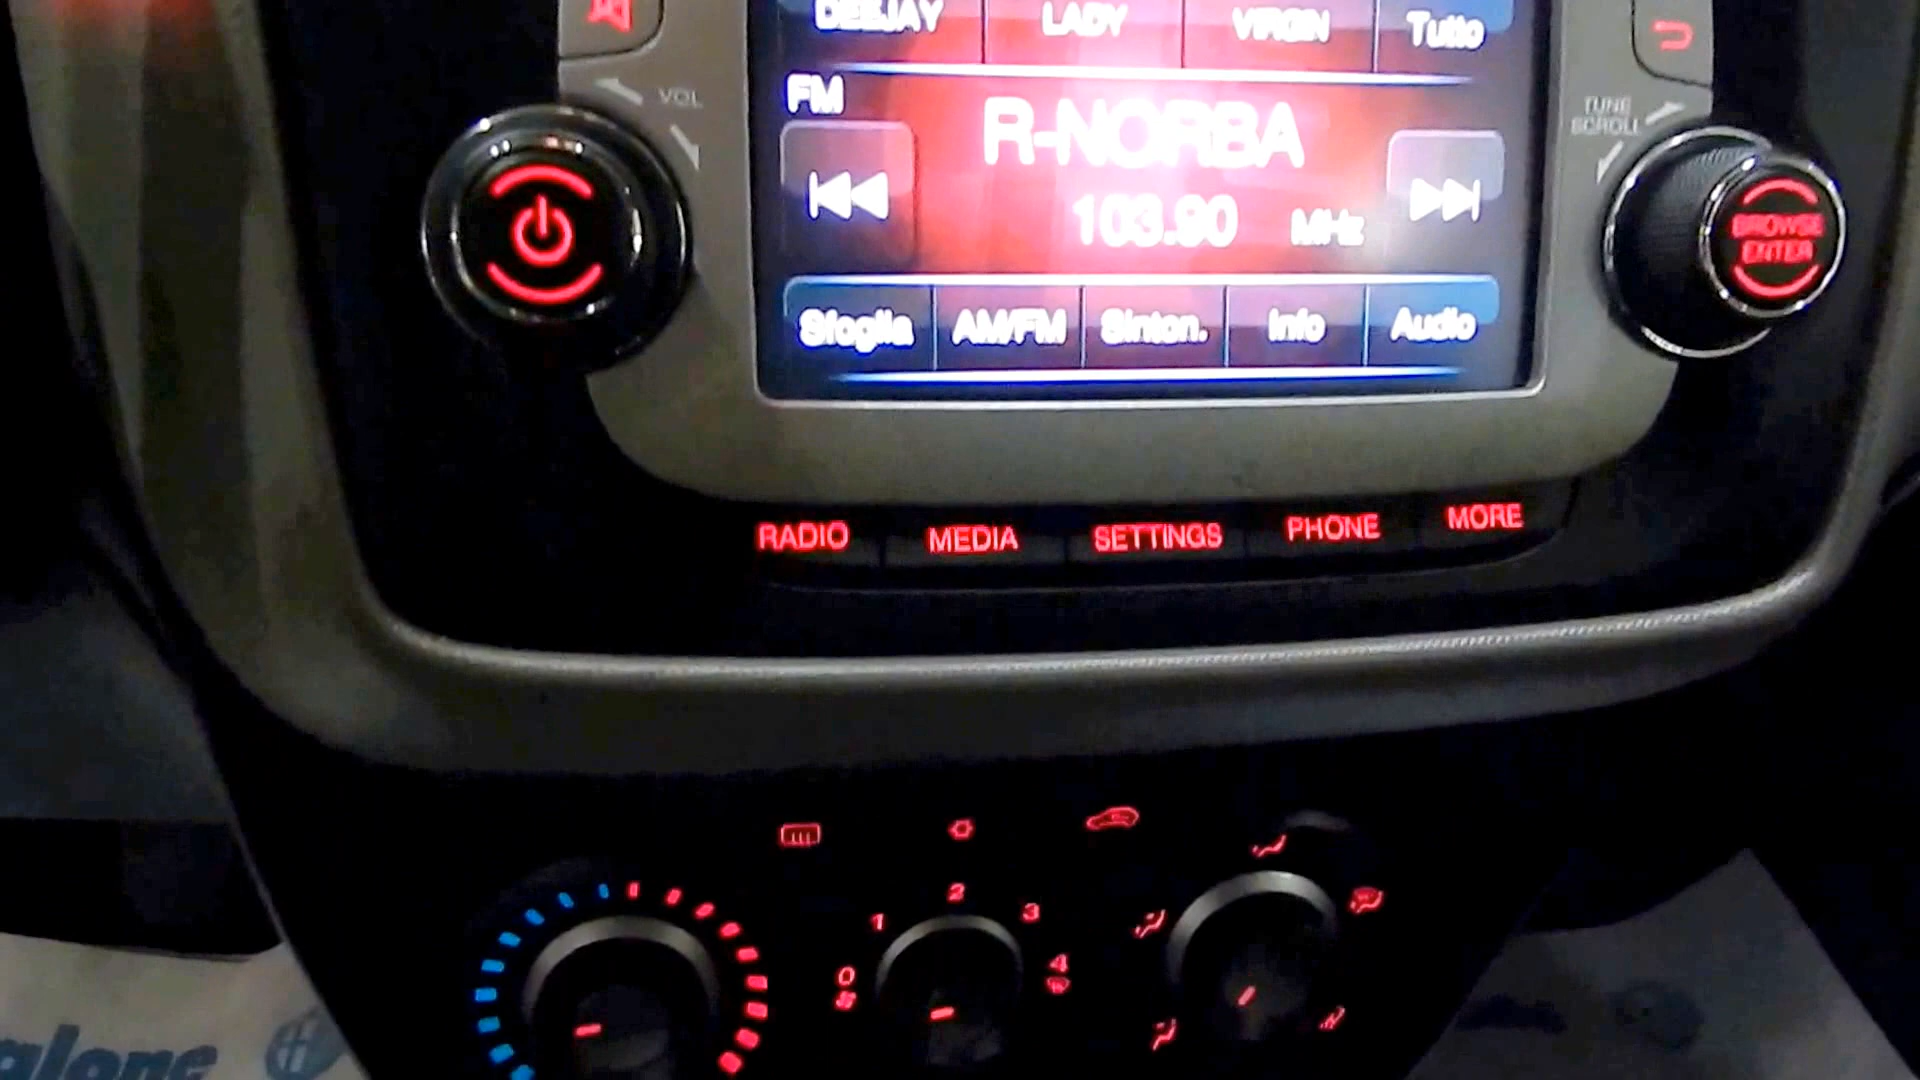 DEEJAY LADY VIRGIN Tutto
VOL
FM
R-NORBA
103.90 MHz
TUNE
SCROLL
BROWSE
ENTER
Sfoglia AM/FM Sinton. Info Audio
RADIO MEDIA SETTINGS PHONE MORE
0 1 2 3 4